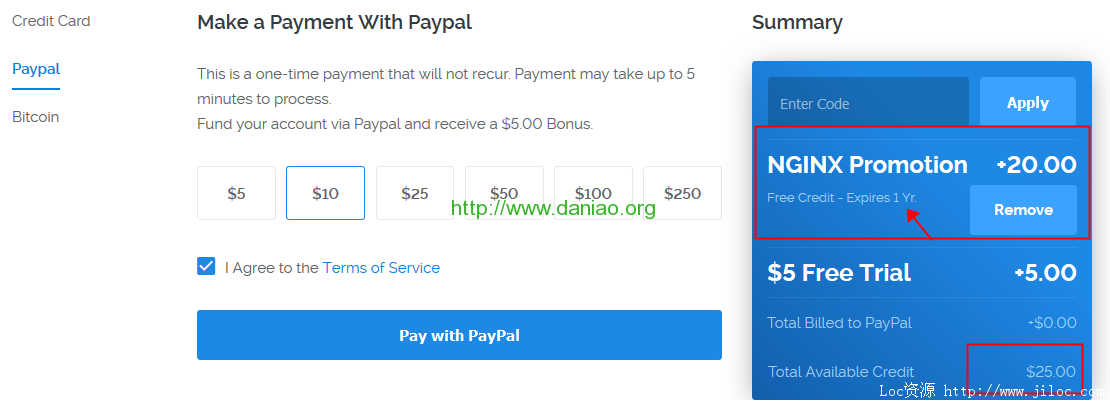 Credit Card
Paypal
Bitcoin
Make a Payment With Paypal
This is a one-time payment that will not recur. Payment may take up to 5
minutes to process.
Fund your account via Paypal and receive a $5.00 Bonus.
$5 $10 $25 $50 $100 $250
http://www.daniao.org
I Agree to the Terms of Service
Pay with PayPal
Summary
Enter Code Apply
NGINX Promotion +20.00
Free Credit - Expires 1 Yr. Remove
$5 Free Trial +5.00
Total Billed to PayPal +$0.00
Total Available Credit $25.00
Loc资源 http://www.jiloc.com